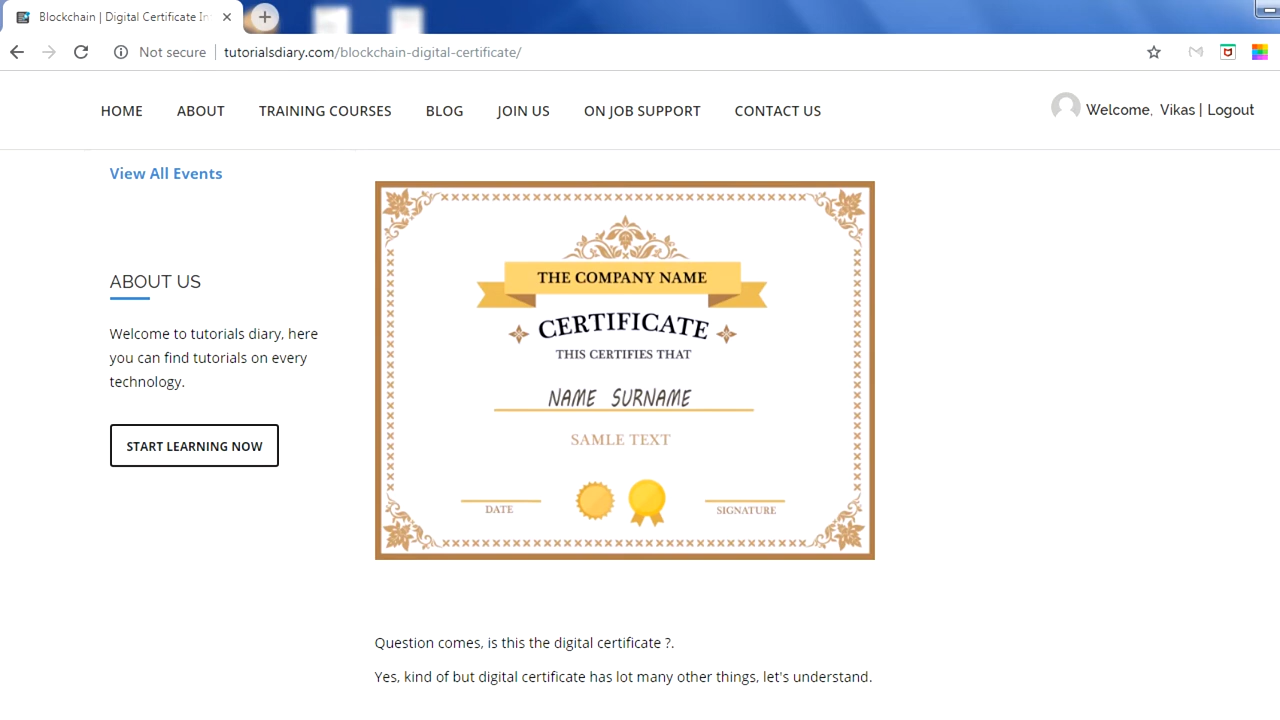 Blockchain | Digital Certificate In
Not secure
tutorialsdiary.com/blockchain-digital-certificate/
HOME ABOUT TRAINING COURSES BLOG JOIN US ON JOB SUPPORT CONTACT US
Welcome, Vikas | Logout
View All Events
ABOUT US
Welcome to tutorials diary, here
you can find tutorials on every
technology.
START LEARNING NOW
THE COMPANY NAME
CERTIFICATE
THIS CERTIFIES THAT
NAME SURNAME
SAMLE TEXT
DATE
SIGNATURE
Question comes, is this the digital certificate ?.
Yes, kind of but digital certificate has lot many other things, let's understand.